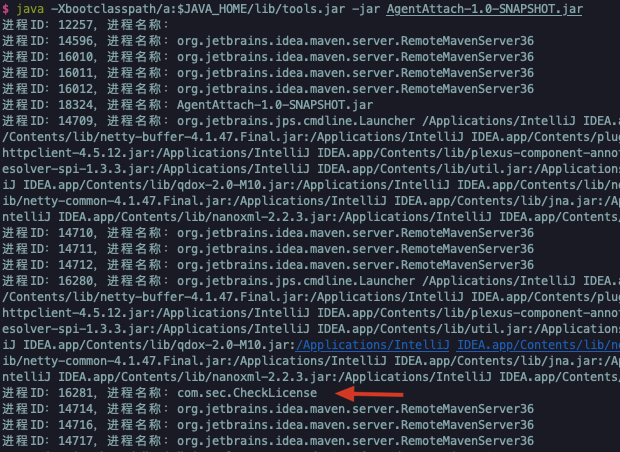 $ java -Xbootclasspath/a:$JAVA_HOME/lib/tools.jar -jar AgentAttach-1.0-SNAPSHOT.jar
进程ID: 12257, 进程名称:
进程ID: 14596, 进程名称: org.jetbrains.idea.maven.server.RemoteMavenServer36
进程ID: 16010, 进程名称: org.jetbrains.idea.maven.server.RemoteMavenServer36
进程ID: 16011, 进程名称: org.jetbrains.idea.maven.server.RemoteMavenServer36
进程ID: 16012, 进程名称: org.jetbrains.idea.maven.server.RemoteMavenServer36
进程ID: 18324, 进程名称: AgentAttach-1.0-SNAPSHOT.jar
进程ID: 14709, 进程名称: org.jetbrains.jps.cmdline.Launcher /Applications/IntelliJ IDEA.app
/Contents/lib/netty-buffer-4.1.47.Final.jar:/Applications/IntelliJ IDEA.app/Contents/plug
httpclient-4.5.12.jar:/Applications/IntelliJ IDEA.app/Contents/lib/plexus-component-annot
esolver-spi-1.3.3.jar:/Applications/IntelliJ IDEA.app/Contents/lib/util.jar:/Applications
iJ IDEA.app/Contents/lib/qdox-2.0-M10.jar:/Applications/IntelliJ IDEA.app/Contents/lib/ne
ib/netty-common-4.1.47.Final.jar:/Applications/IntelliJ IDEA.app/Contents/lib/jna.jar:/Ap
ntelliJ IDEA.app/Contents/lib/nanoxml-2.2.3.jar:/Applications/IntelliJ IDEA.app/Contents/
进程ID: 14710, 进程名称: org.jetbrains.idea.maven.server.RemoteMavenServer36
进程ID: 14711, 进程名称: org.jetbrains.idea.maven.server.RemoteMavenServer36
进程ID: 14712, 进程名称: org.jetbrains.idea.maven.server.RemoteMavenServer36
进程ID: 16280, 进程名称: org.jetbrains.jps.cmdline.Launcher /Applications/IntelliJ IDEA.app
/Contents/lib/netty-buffer-4.1.47.Final.jar:/Applications/IntelliJ IDEA.app/Contents/plug
httpclient-4.5.12.jar:/Applications/IntelliJ IDEA.app/Contents/lib/plexus-component-annot
esolver-spi-1.3.3.jar:/Applications/IntelliJ IDEA.app/Contents/lib/util.jar:/Applications
iJ IDEA.app/Contents/lib/qdox-2.0-M10.jar:/Applications/IntelliJ IDEA.app/Contents/lib/ne
ib/netty-common-4.1.47.Final.jar:/Applications/IntelliJ IDEA.app/Contents/lib/jna.jar:/Ap
ntelliJ IDEA.app/Contents/lib/nanoxml-2.2.3.jar:/Applications/IntelliJ IDEA.app/Contents/
进程ID: 16281, 进程名称: com.sec.CheckLicense
进程ID: 14714, 进程名称: org.jetbrains.idea.maven.server.RemoteMavenServer36
进程ID: 14716, 进程名称: org.jetbrains.idea.maven.server.RemoteMavenServer36
进程ID: 14717, 进程名称: org.jetbrains.idea.maven.server.RemoteMavenServer36